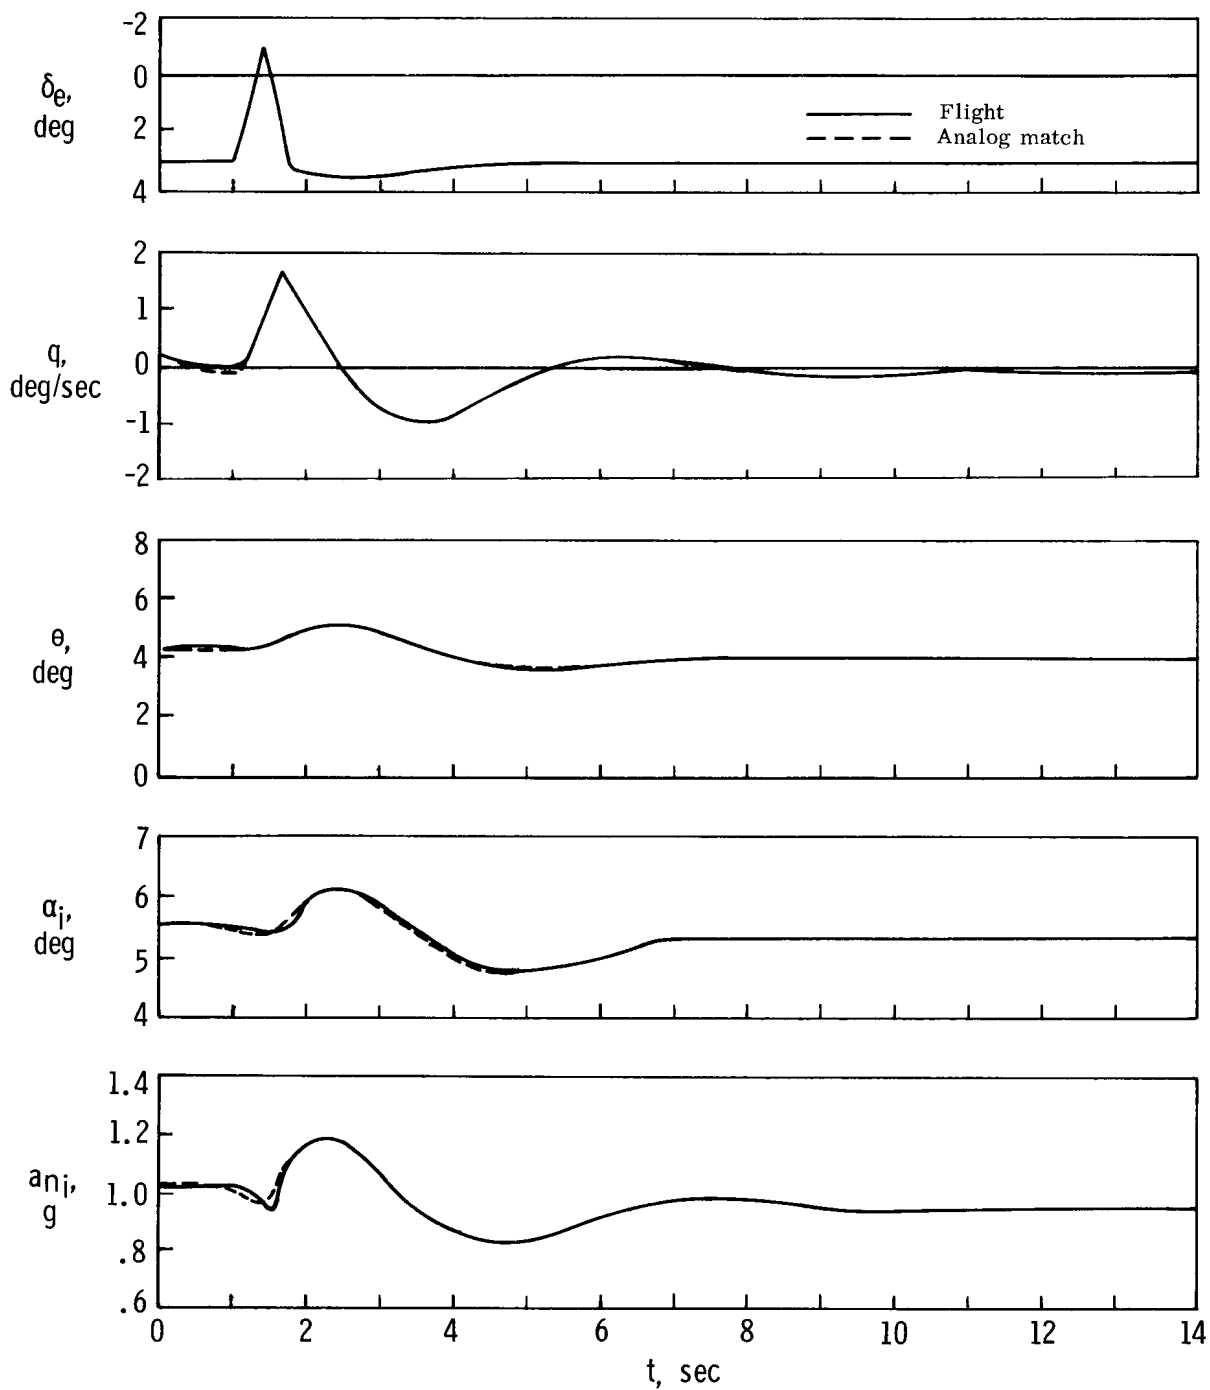 -2
0
2
4
δe,
deg
Flight
Analog match
2
1
0
-1
-2
q,
deg/sec
8
6
4
2
0
θ,
deg
7
6
5
4
αi,
deg
1.4
1.2
1.0
.8
.6
ani,
g
0 2 4 6 8 10 12 14
t, sec